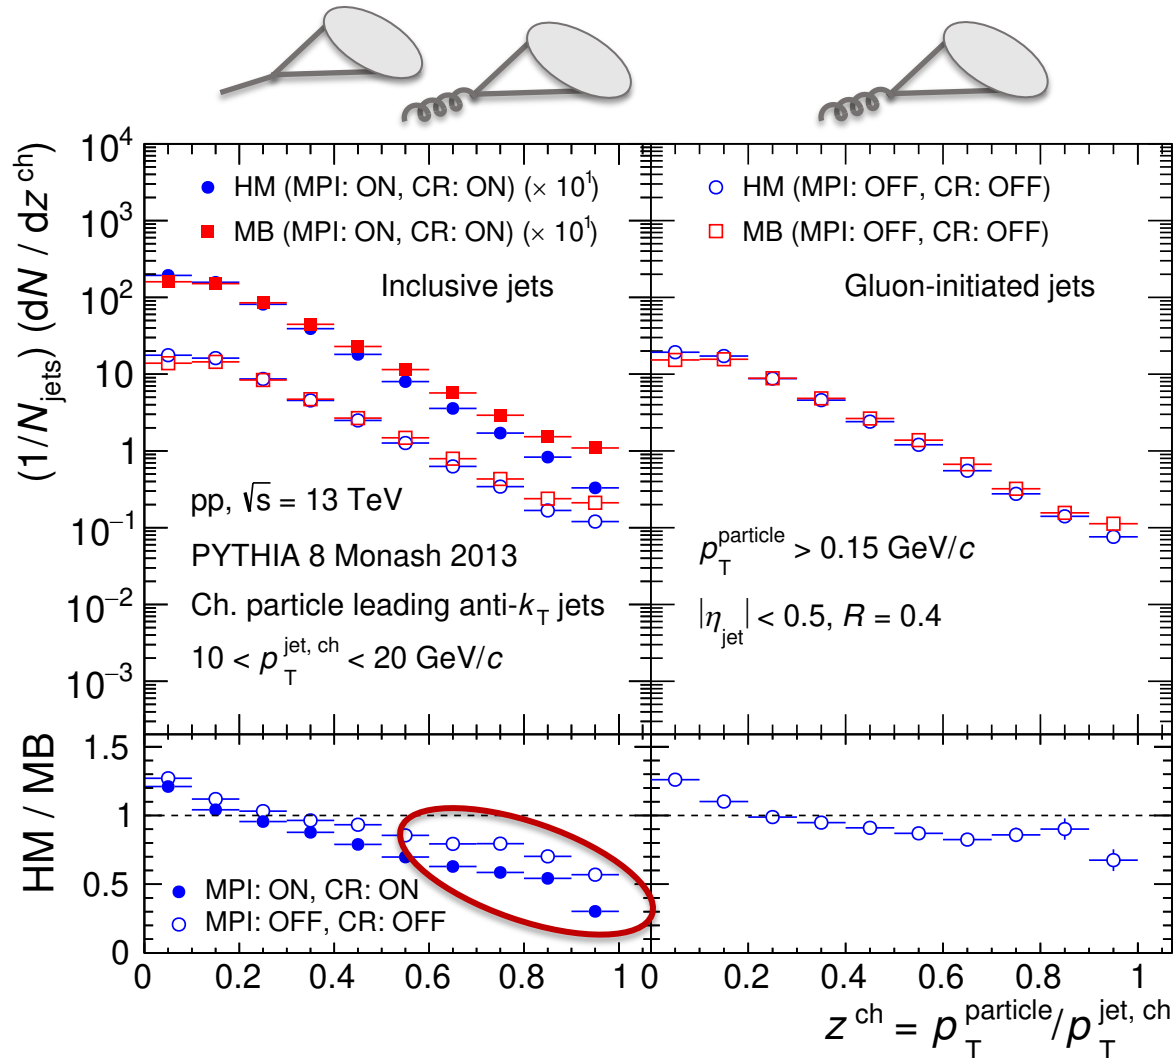 (1/N_jets) (dN / dz^ch)
10^4
10^3
10^2
10
1
10^−1
10^−2
10^−3
HM (MPI: ON, CR: ON) (× 10^1)
MB (MPI: ON, CR: ON) (× 10^1)
Inclusive jets
pp, √s = 13 TeV
PYTHIA 8 Monash 2013
Ch. particle leading anti-k_T jets
10 < p_T^jet, ch < 20 GeV/c
HM (MPI: OFF, CR: OFF)
MB (MPI: OFF, CR: OFF)
Gluon-initiated jets
p_T^particle > 0.15 GeV/c
|η_jet| < 0.5, R = 0.4
HM / MB
1.5
1
0.5
0
MPI: ON, CR: ON
MPI: OFF, CR: OFF
0 0.2 0.4 0.6 0.8 1 0.2 0.4 0.6 0.8 1
z^ch = p_T^particle/p_T^jet, ch